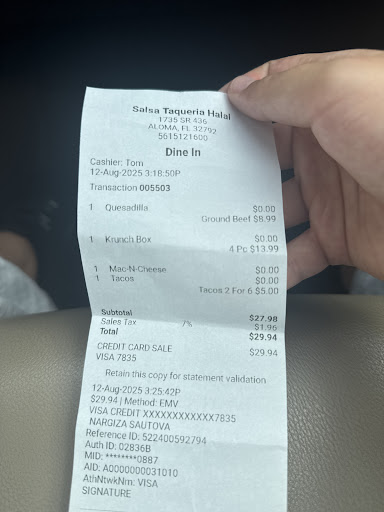 Salsa Taqueria Halal
1735 SR 436
ALOMA, FL 32792
5615121600
Dine In
Cashier: Tom
12-Aug-2025 3:18:50P
Transaction 005503
1 Quesadilla $0.00
Ground Beef $8.99
1 Krunch Box $0.00
4 Pc $13.99
1 Mac-N-Cheese $0.00
1 Tacos $0.00
Tacos 2 For 6 $5.00
Subtotal $27.98
Sales Tax 7% $1.96
Total $29.94
CREDIT CARD SALE $29.94
VISA 7835
Retain this copy for statement validation
12-Aug-2025 3:25:42P
$29.94 | Method: EMV
VISA CREDIT XXXXXXXXXXXX7835
NARGIZA SAUTOVA
Reference ID: 522400592794
Auth ID: 02836B
MID: ********0887
AID: A0000000031010
AthNtwkNm: VISA
SIGNATURE